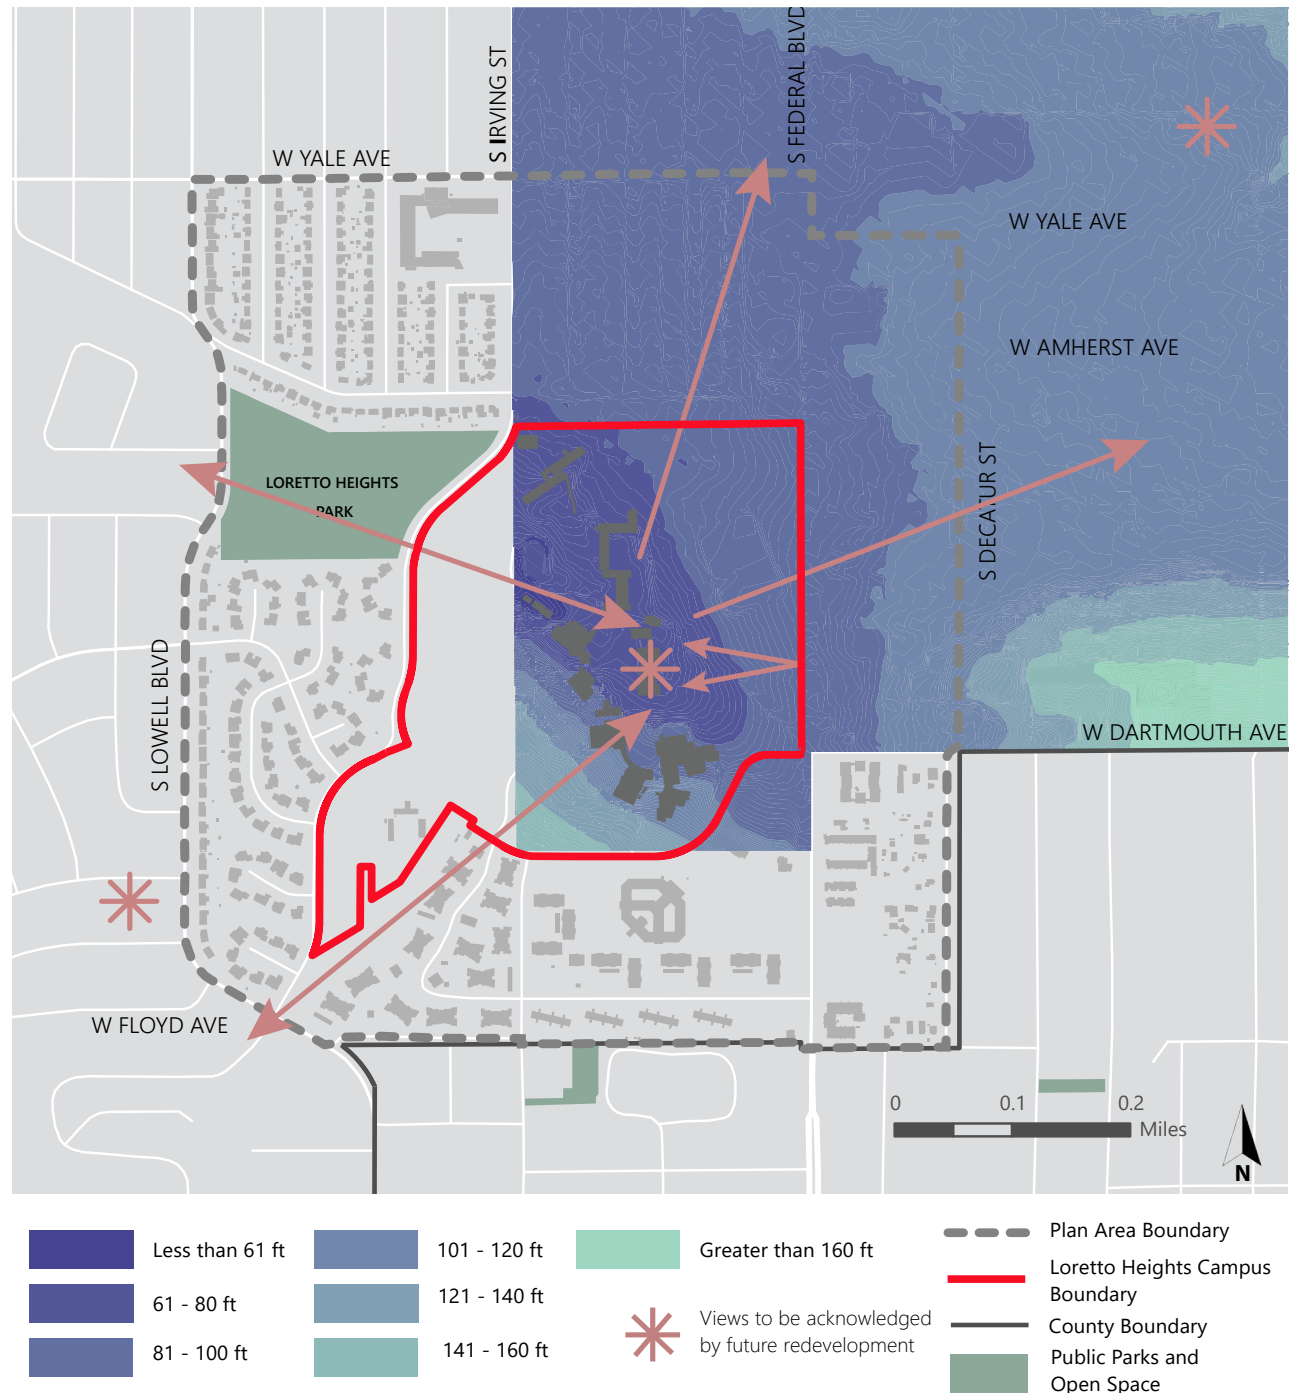 S IRVING ST
S FEDERAL BLVD
W YALE AVE
W YALE AVE
W AMHERST AVE
LORETTO HEIGHTS
PARK
S DECATUR ST
S LOWELL BLVD
W DARTMOUTH AVE
W FLOYD AVE
0 0.1 0.2
Miles
N
Less than 61 ft
61 - 80 ft
81 - 100 ft
101 - 120 ft
121 - 140 ft
141 - 160 ft
Greater than 160 ft
Views to be acknowledged
by future redevelopment
Plan Area Boundary
Loretto Heights Campus
Boundary
County Boundary
Public Parks and
Open Space